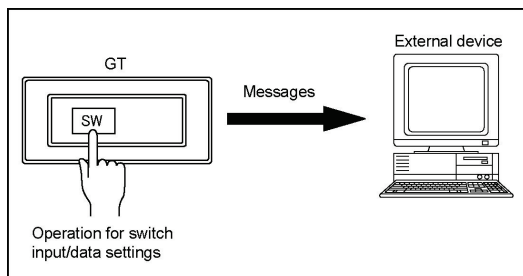 External device
GT
Messages
SW
Operation for switch
input/data settings